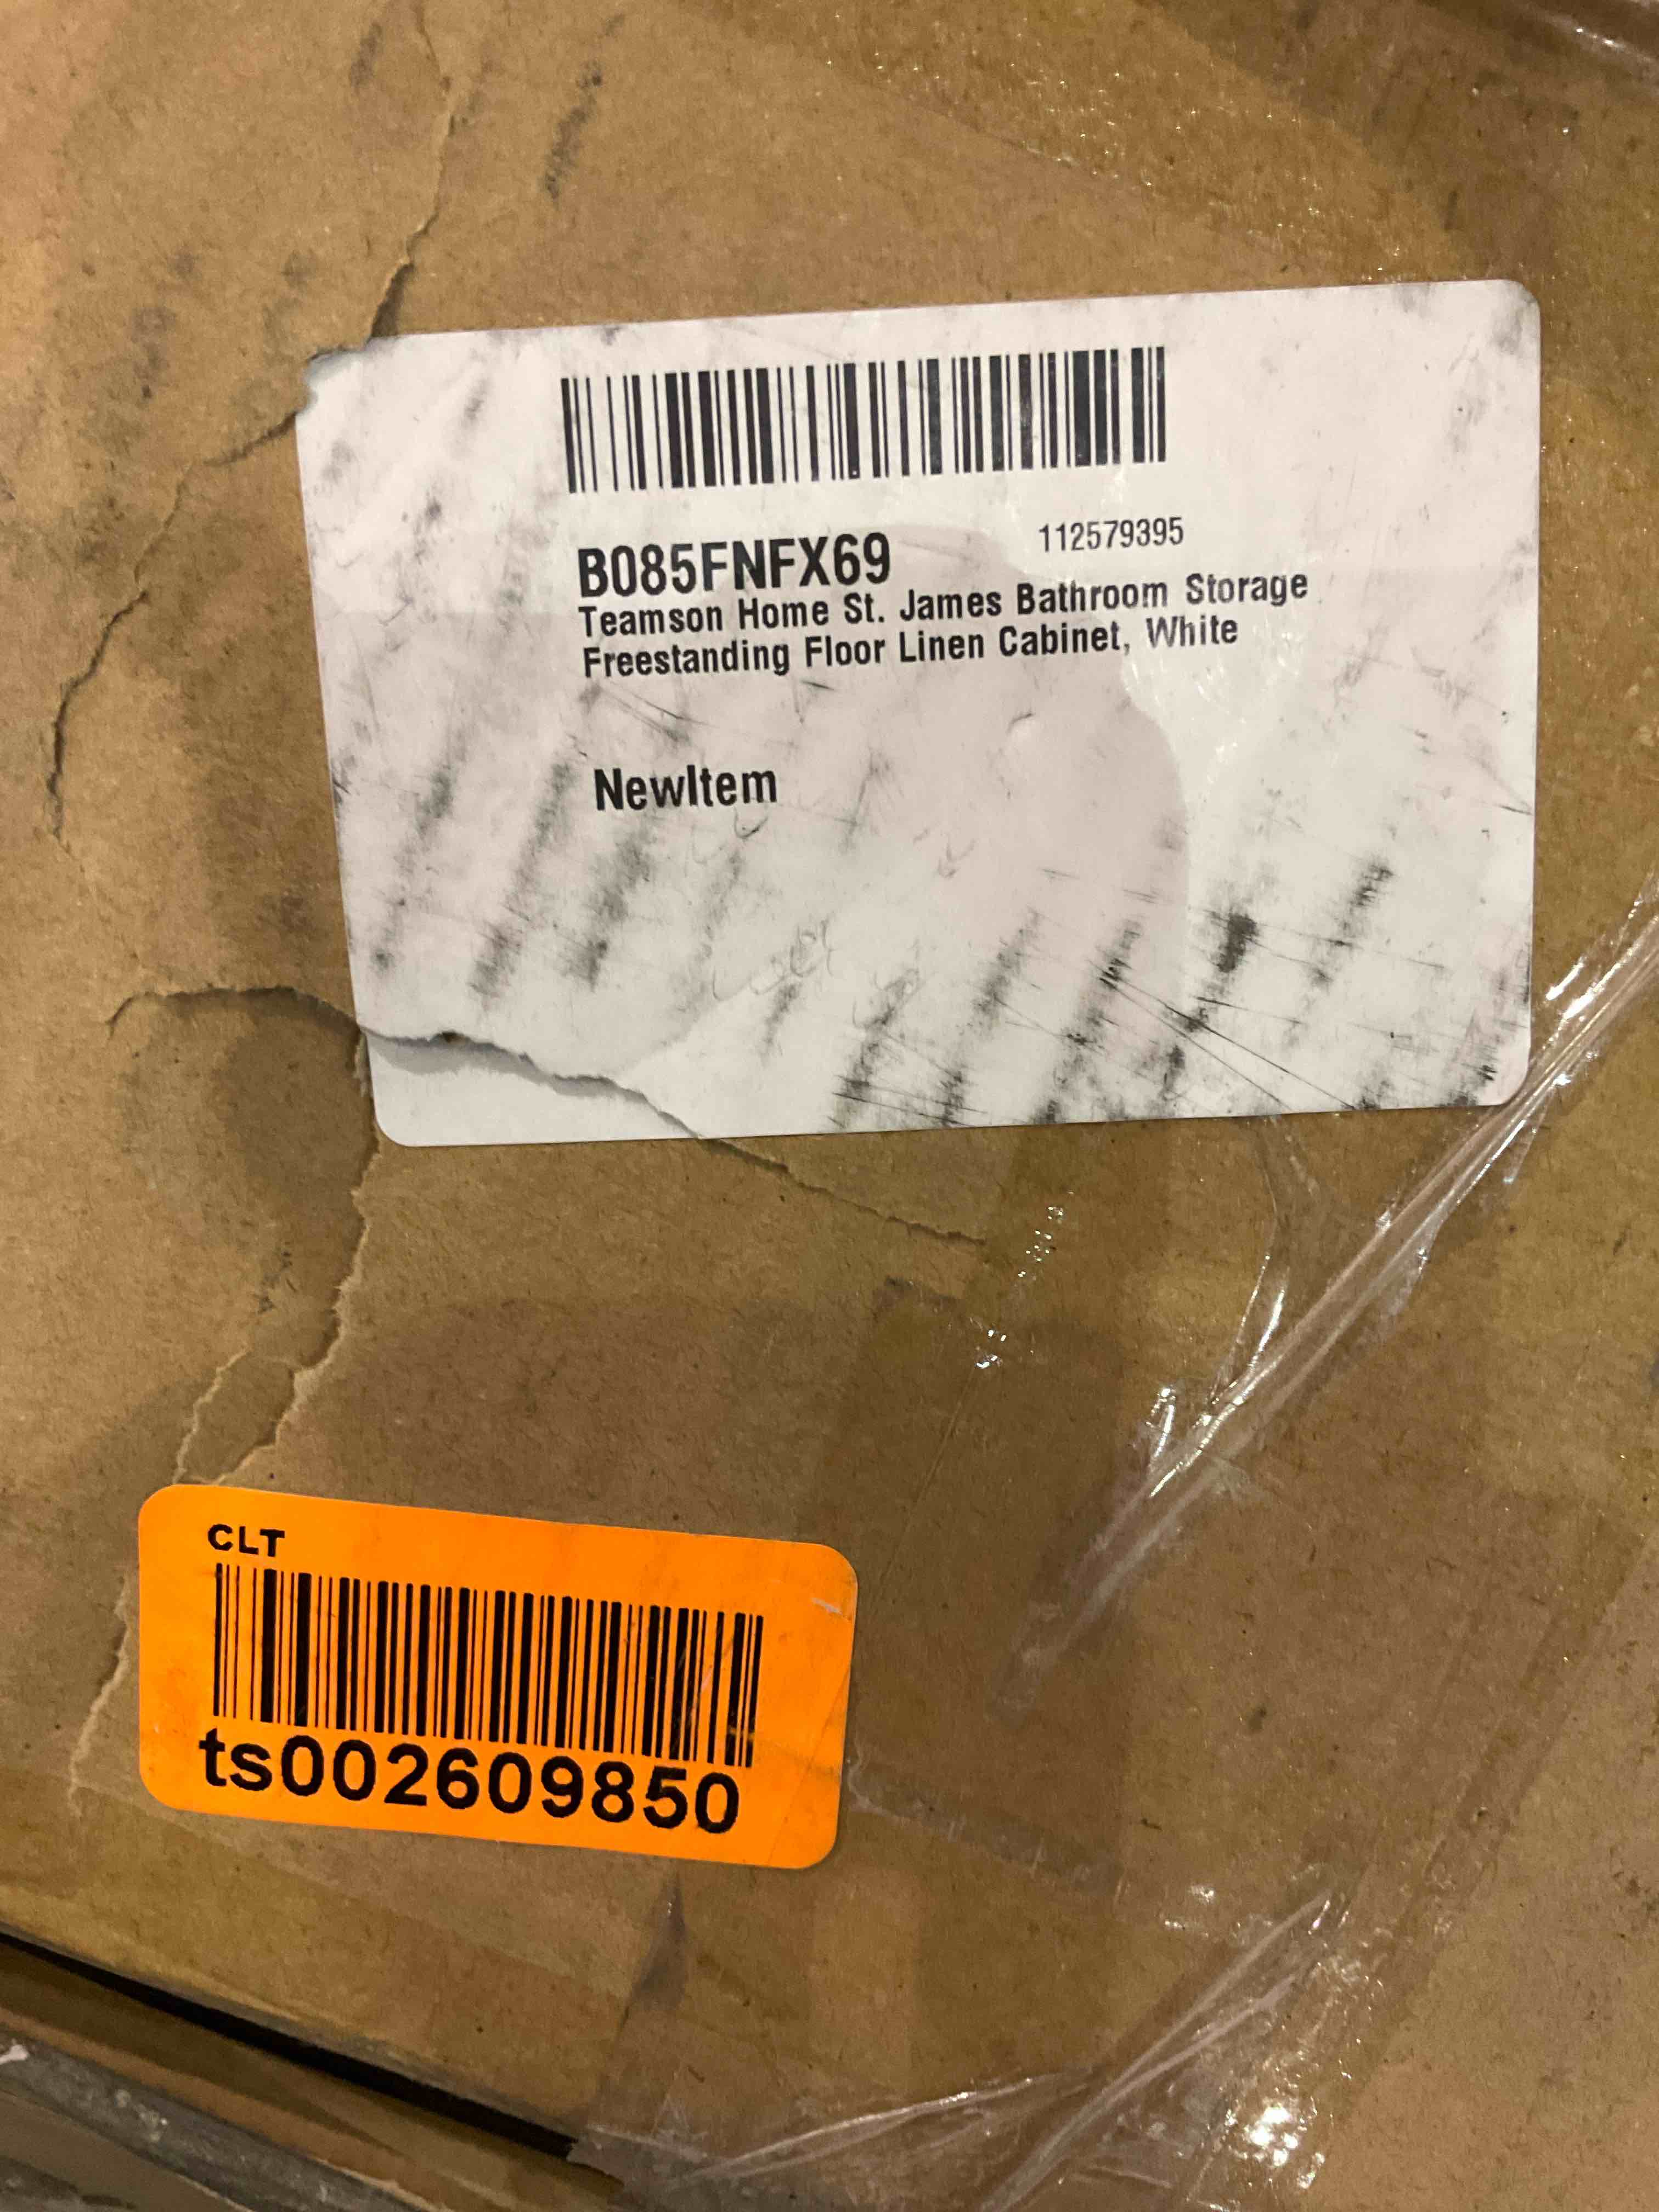 B085FNFX69 112579395
Teamson Home St. James Bathroom Storage
Freestanding Floor Linen Cabinet, White
NewItem
CLT
ts002609850